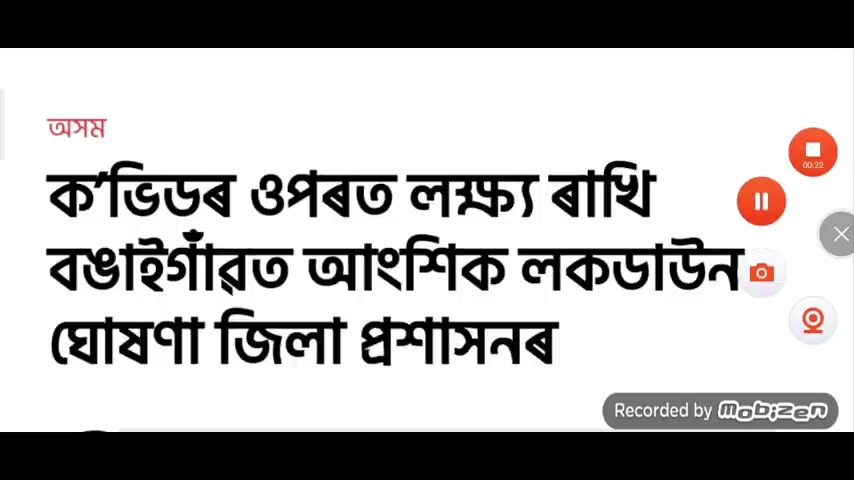 অসম
ক’ভিডৰ ওপৰত লক্ষ্য ৰাখি
বঙাইগাঁৱত আংশিক লকডাউন
ঘোষণা জিলা প্ৰশাসনৰ
00:22
Recorded by Mobizen